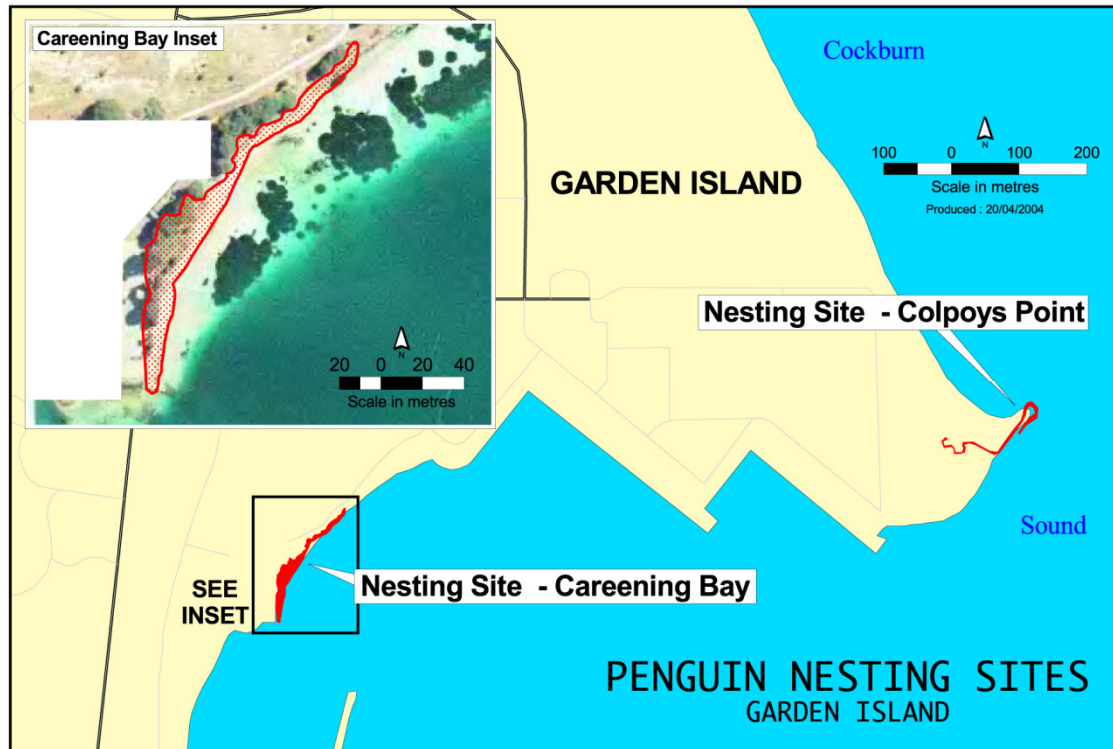 Careening Bay Inset
N
20 0 20 40
Scale in metres
Cockburn
N
100 0 100 200
Scale in metres
Produced : 20/04/2004
GARDEN ISLAND
Nesting Site - Colpoys Point
Sound
SEE
INSET
Nesting Site - Careening Bay
PENGUIN NESTING SITES
GARDEN ISLAND